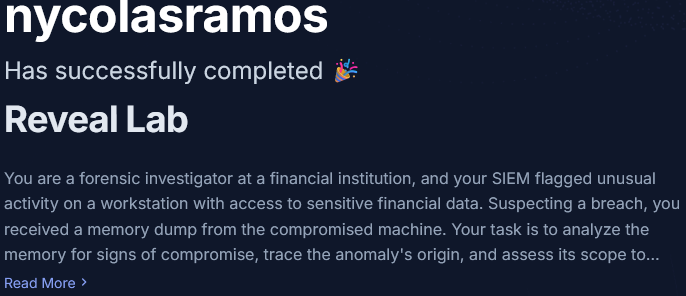 nycolasramos
Has successfully completed 🎉
Reveal Lab
You are a forensic investigator at a financial institution, and your SIEM flagged unusual
activity on a workstation with access to sensitive financial data. Suspecting a breach, you
received a memory dump from the compromised machine. Your task is to analyze the
memory for signs of compromise, trace the anomaly's origin, and assess its scope to...
Read More >